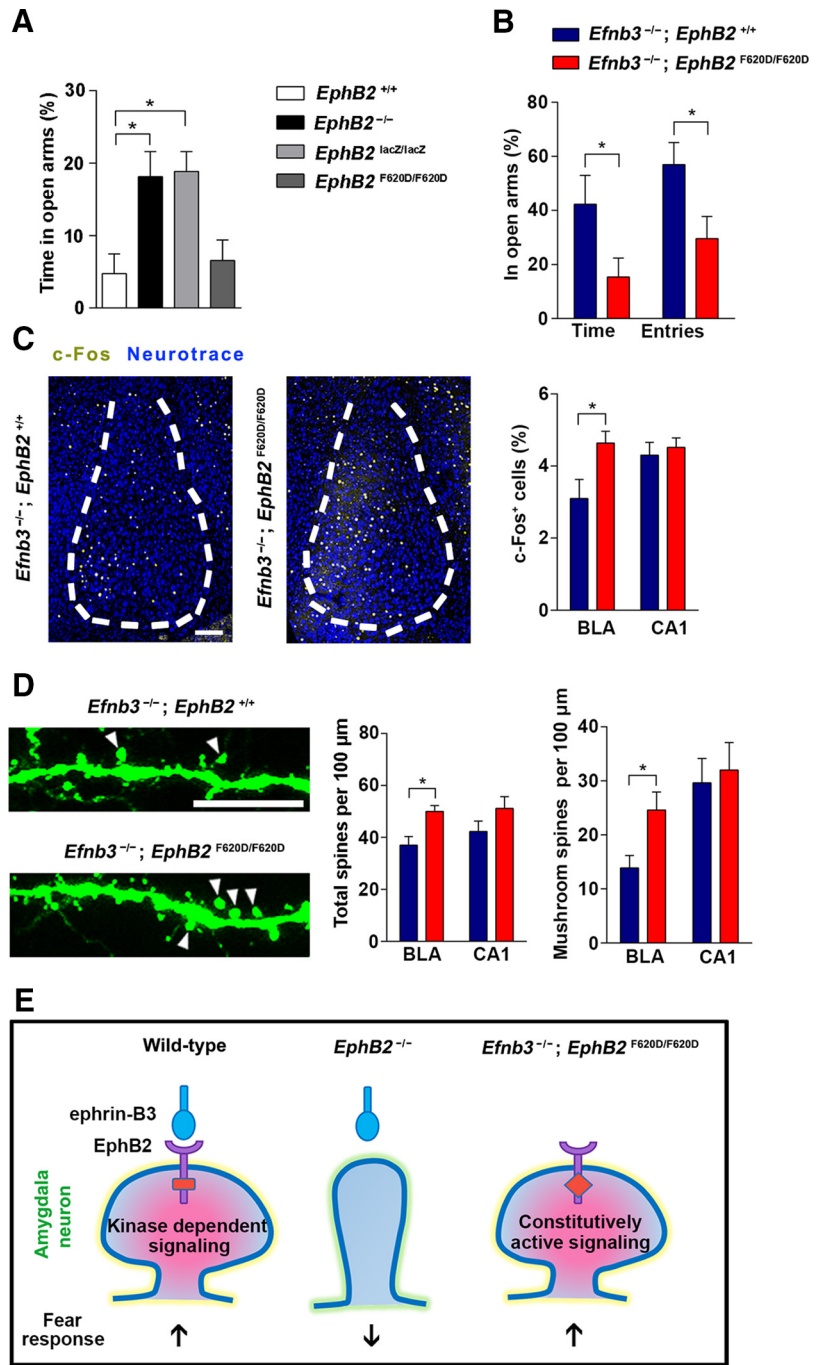 A
Time in open arms (%)
30
20
10
0
*
*
EphB2 +/+
EphB2 −/−
EphB2 lacZ/lacZ
EphB2 F620D/F620D
B
Efnb3 −/−; EphB2 +/+
Efnb3 −/−; EphB2 F620D/F620D
In open arms (%)
80
60
40
20
0
*
*
Time
Entries
C
c-Fos Neurotrace
Efnb3 −/−; EphB2 +/+
Efnb3 −/−; EphB2 F620D/F620D
c-Fos+ cells (%)
6
4
2
0
*
BLA
CA1
D
Efnb3 −/−; EphB2 +/+
Efnb3 −/−; EphB2 F620D/F620D
Total spines per 100 µm
80
60
40
20
0
*
BLA
CA1
Mushroom spines per 100 µm
40
30
20
10
0
*
BLA
CA1
E
Wild-type
EphB2 −/−
Efnb3 −/−; EphB2 F620D/F620D
ephrin-B3
EphB2
Amygdala
neuron
Kinase dependent
signaling
Constitutively
active signaling
Fear
response
↑
↓
↑